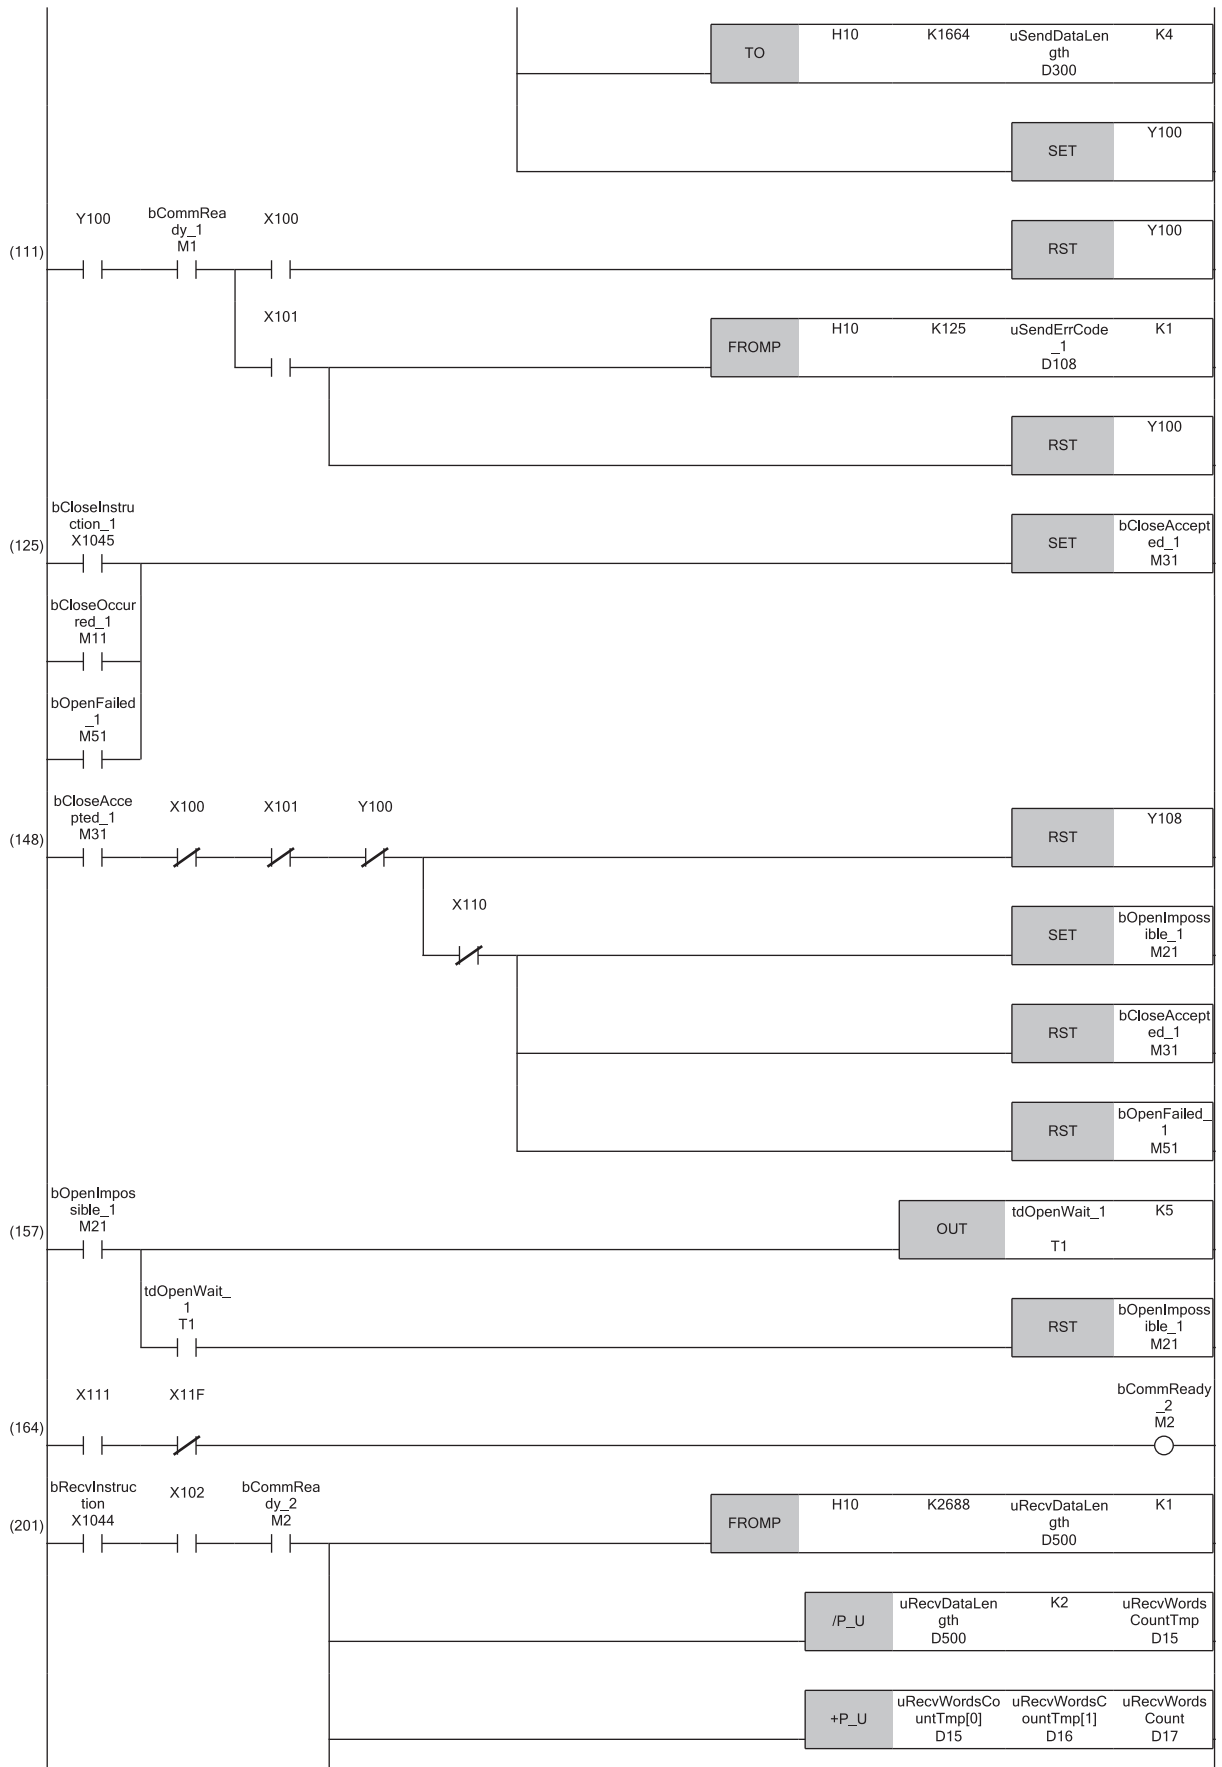 TO
H10
K1664
uSendDataLen
gth
D300
K4
SET
Y100
(111)
Y100
bCommRea
dy_1
M1
X100
RST
Y100
X101
FROMP
H10
K125
uSendErrCode
_1
D108
K1
RST
Y100
(125)
bCloseInstru
ction_1
X1045
SET
bCloseAccept
ed_1
M31
bCloseOccur
red_1
M11
bOpenFailed
_1
M51
(148)
bCloseAcce
pted_1
M31
X100
X101
Y100
RST
Y108
X110
SET
bOpenImposs
ible_1
M21
RST
bCloseAccept
ed_1
M31
RST
bOpenFailed_
1
M51
(157)
bOpenImpos
sible_1
M21
OUT
tdOpenWait_1
T1
K5
tdOpenWait_
1
T1
RST
bOpenImposs
ible_1
M21
(164)
X111
X11F
bCommReady
_2
M2
(201)
bRecvInstruc
tion
X1044
X102
bCommRea
dy_2
M2
FROMP
H10
K2688
uRecvDataLen
gth
D500
K1
/P_U
uRecvDataLen
gth
D500
K2
uRecvWords
CountTmp
D15
+P_U
uRecvWordsCo
untTmp[0]
D15
uRecvWordsC
ountTmp[1]
D16
uRecvWords
Count
D17